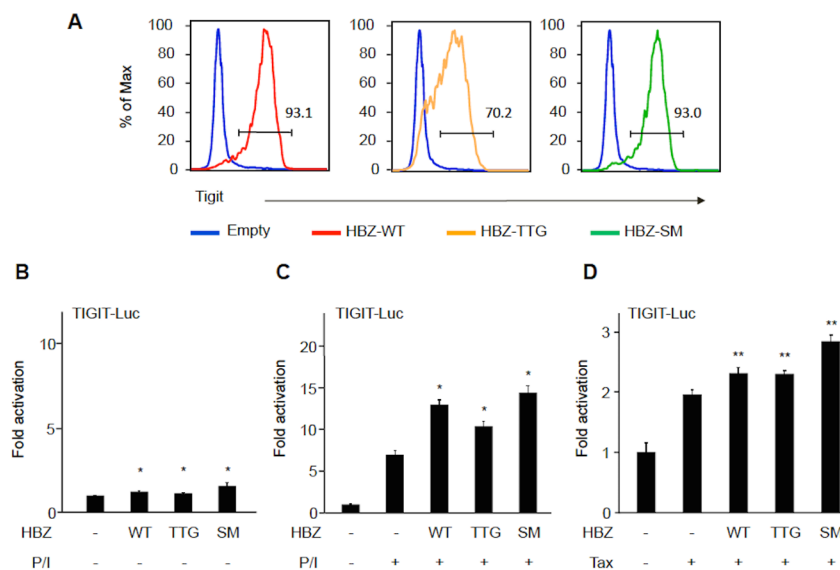 A
100 100 100
80 80 80
60 60 60
40 40 40
20 20 20
0 0 0
% of Max
93.1 70.2 93.0
Tigit
Empty HBZ-WT HBZ-TTG HBZ-SM
B
TIGIT-Luc
10
5
0
Fold activation
* * *
HBZ - WT TTG SM
P/I - - - -
C
TIGIT-Luc
20
15
10
5
0
Fold activation
* * *
HBZ - - WT TTG SM
P/I - + + + +
D
TIGIT-Luc
3
2
1
0
Fold activation
** ** **
HBZ - - WT TTG SM
Tax - + + + +